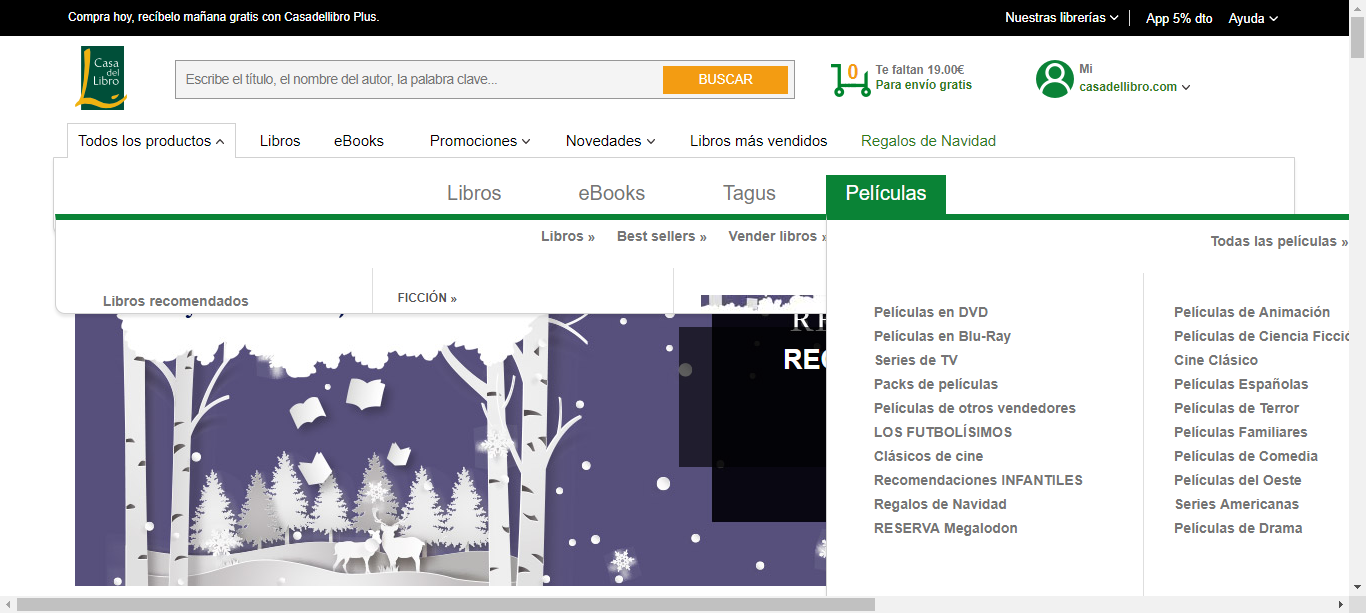 Compra hoy, recíbelo mañana gratis con Casadellibro Plus.
Nuestras librerías
App 5% dto
Ayuda
Casa
del
Libro
Escribe el título, el nombre del autor, la palabra clave...
BUSCAR
0
Te faltan 19.00€
Para envío gratis
Mi
casadellibro.com
Todos los productos
Libros
eBooks
Promociones
Novedades
Libros más vendidos
Regalos de Navidad
Libros
eBooks
Tagus
Películas
Libros »
Best sellers »
Vender libros »
Todas las películas »
Libros recomendados
FICCIÓN »
Películas en DVD
Películas en Blu-Ray
Series de TV
Packs de películas
Películas de otros vendedores
LOS FUTBOLÍSIMOS
Clásicos de cine
Recomendaciones INFANTILES
Regalos de Navidad
RESERVA Megalodon
Películas de Animación
Películas de Ciencia Ficció
Cine Clásico
Películas Españolas
Películas de Terror
Películas Familiares
Películas de Comedia
Películas del Oeste
Series Americanas
Películas de Drama